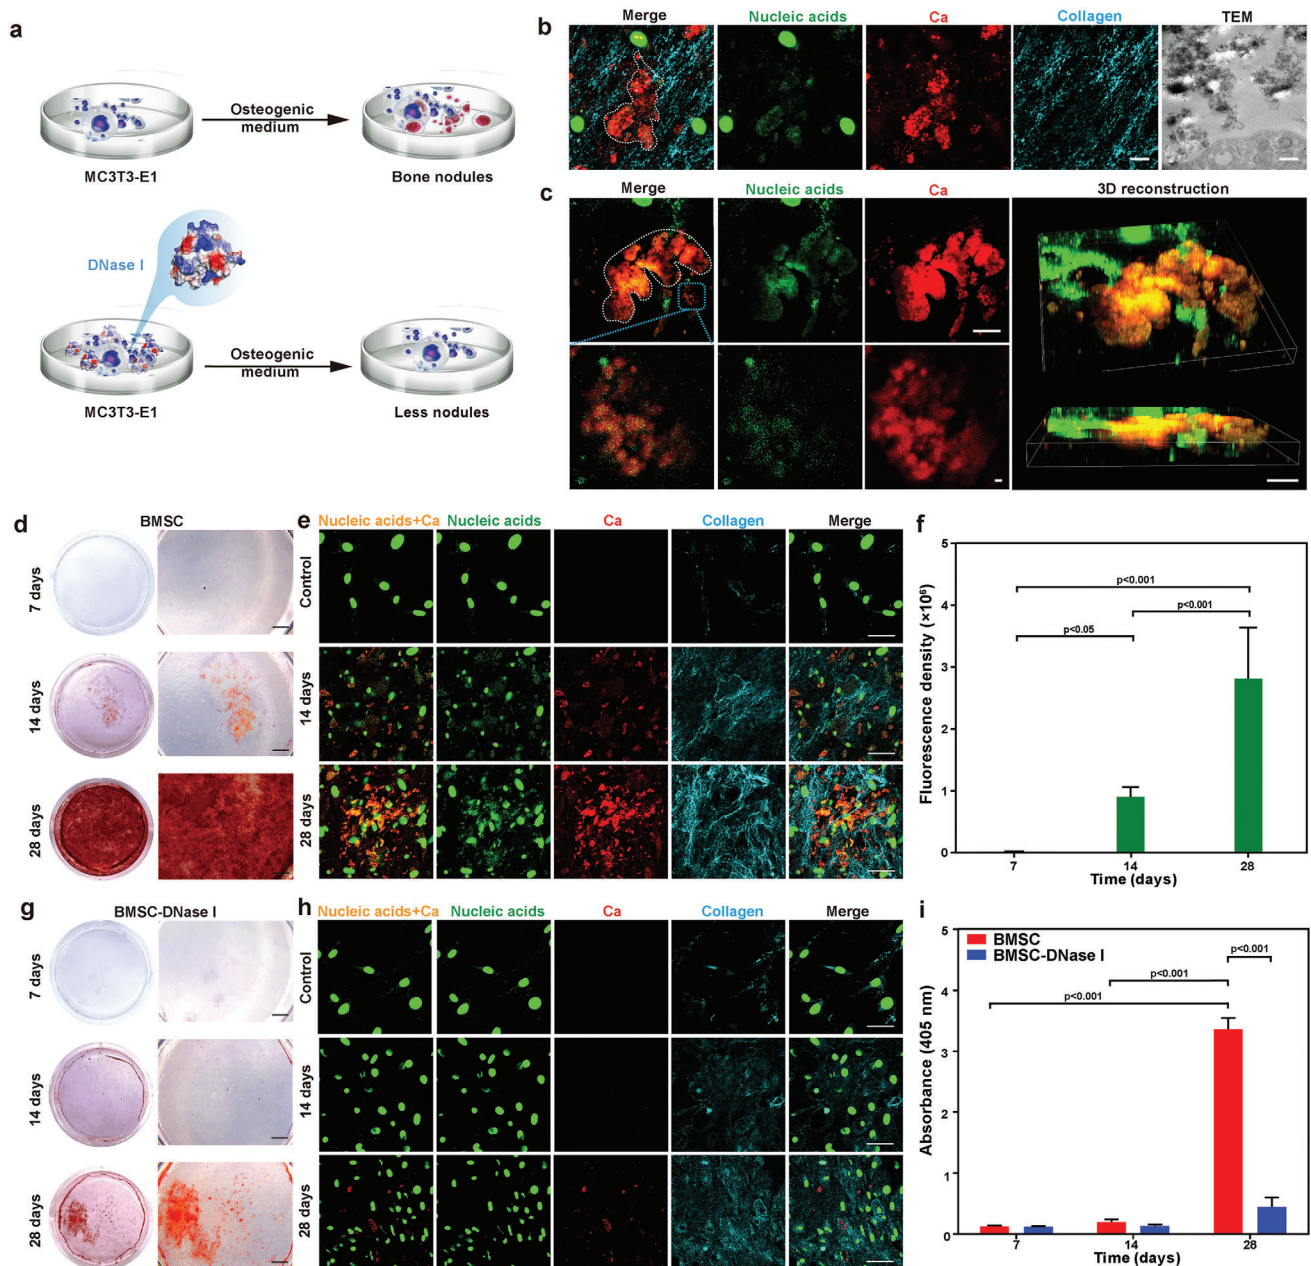 a
Osteogenic
medium
MC3T3-E1
Bone nodules
DNase I
Osteogenic
medium
MC3T3-E1
Less nodules
b
Merge
Nucleic acids
Ca
Collagen
TEM
c
Merge
Nucleic acids
Ca
3D reconstruction
d
BMSC
7 days
14 days
28 days
e
Nucleic acids+Ca
Nucleic acids
Ca
Collagen
Merge
Control
14 days
28 days
f
Fluorescence density (×10⁶)
5
4
3
2
1
0
p<0.001
p<0.001
p<0.05
7
14
28
Time (days)
g
BMSC-DNase I
7 days
14 days
28 days
h
Nucleic acids+Ca
Nucleic acids
Ca
Collagen
Merge
Control
14 days
28 days
i
Absorbance (405 nm)
5
4
3
2
1
0
BMSC
BMSC-DNase I
p<0.001
p<0.001
p<0.001
7
14
28
Time (days)